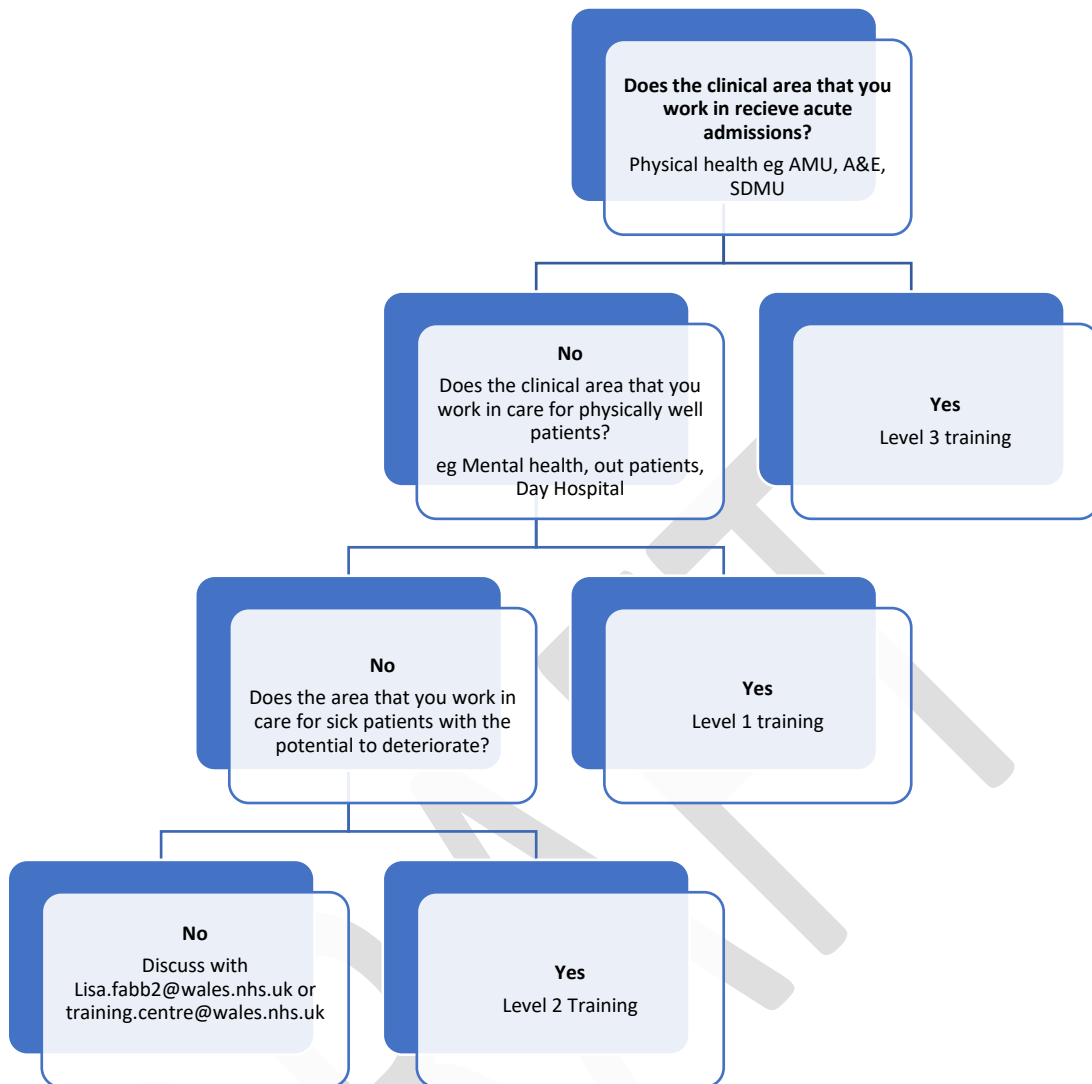 Does the clinical area that you
work in recieve acute
admissions?
Physical health eg AMU, A&E,
SDMU
No
Does the clinical area that you
work in care for physically well
patients?
eg Mental health, out patients,
Day Hospital
Yes
Level 3 training
No
Does the area that you work in
care for sick patients with the
potential to deteriorate?
Yes
Level 1 training
No
Discuss with
Lisa.fabb2@wales.nhs.uk or
training.centre@wales.nhs.uk
Yes
Level 2 Training